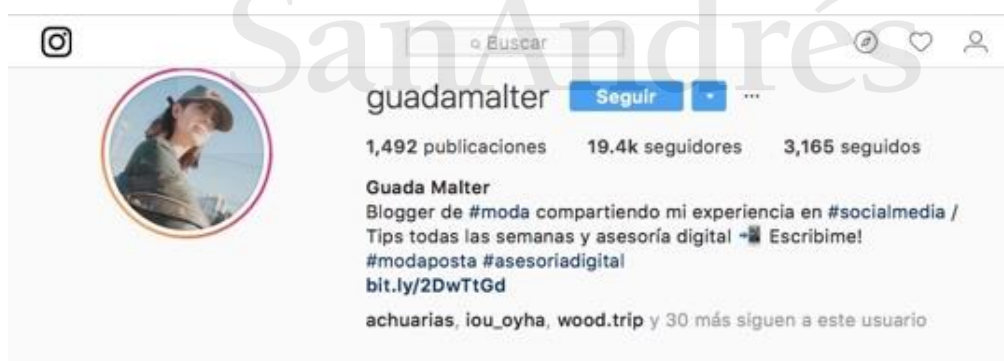 SanAndrés
Buscar
guadamalter Seguir ...
1,492 publicaciones 19.4k seguidores 3,165 seguidos
Guada Malter
Blogger de #moda compartiendo mi experiencia en #socialmedia /
Tips todas las semanas y asesoría digital 📲 Escribime!
#modaposta #asesoriadigital
bit.ly/2DwTtGd
achuarias, iou_oyha, wood.trip y 30 más siguen a este usuario